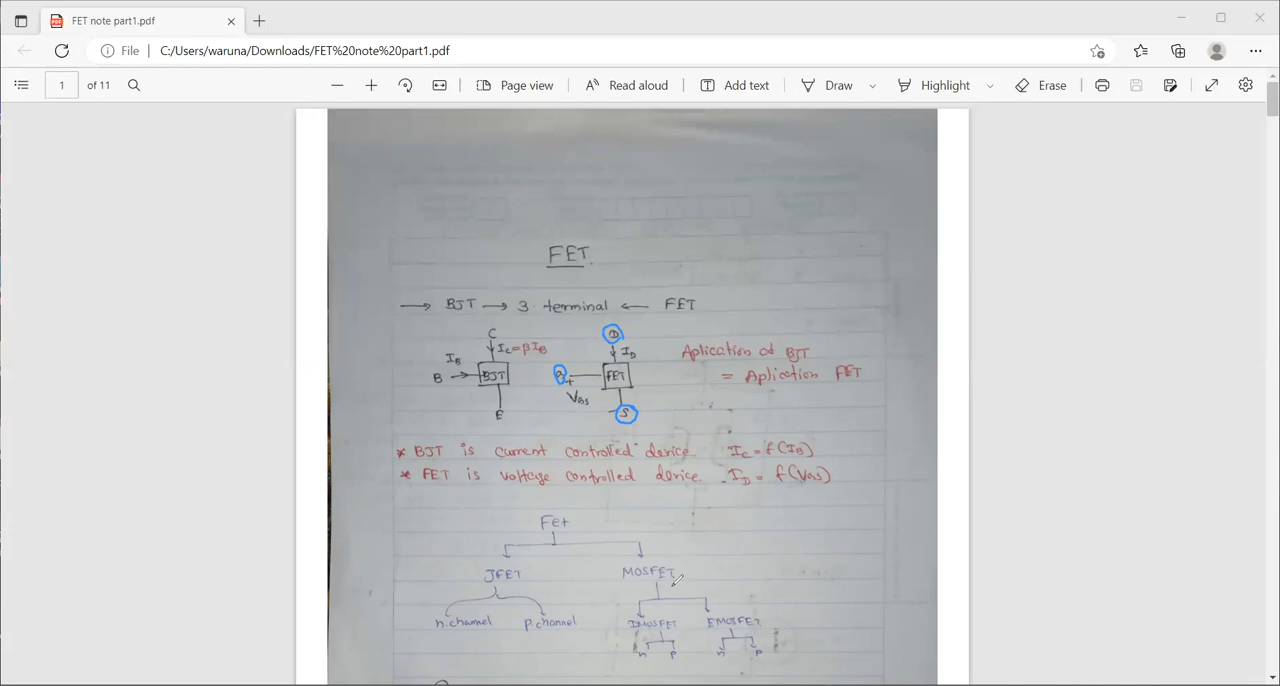 FET note part1.pdf
File C:/Users/waruna/Downloads/FET%20note%20part1.pdf
1 of 11 Page view Read aloud Add text Draw Highlight Erase
FET
BJT → 3 terminal ← FET
C D
IC=βIB ID
IB
B BJT G FET
+
VGS
E S
Aplication of BJT
= Aplication FET
* BJT is current controlled device IC = f(IB)
* FET is voltage controlled device ID = f(VGS)
Fet
JFET MOSFET
n.channel p.channel DMOSFET EMOSFET
n p n p